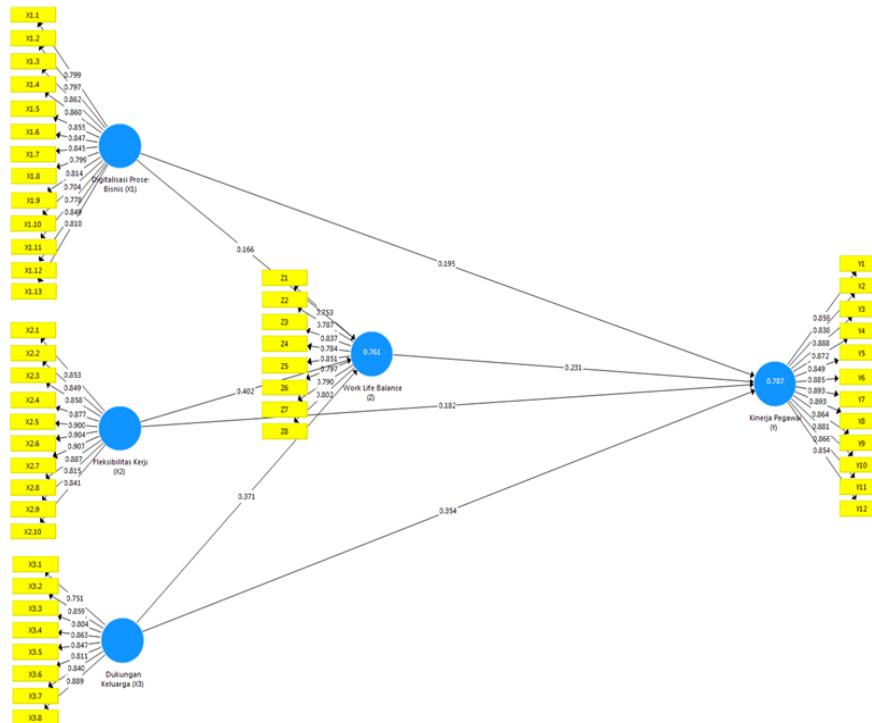 X1.1
X1.2
X1.3
X1.4
X1.5
X1.6
X1.7
X1.8
X1.9
X1.10
X1.11
X1.12
X1.13
0.799
0.797
0.862
0.860
0.855
0.847
0.845
0.799
0.814
0.704
0.778
0.849
0.810
Digitalisasi Proses
Bisnis (X1)
0.166
0.195
X2.1
X2.2
X2.3
X2.4
X2.5
X2.6
X2.7
X2.8
X2.9
X2.10
0.853
0.849
0.858
0.877
0.900
0.904
0.907
0.887
0.815
0.841
Fleksibilitas Kerja
(X2)
0.402
0.182
Z1
Z2
Z3
Z4
Z5
Z6
Z7
Z8
0.753
0.787
0.837
0.784
0.851
0.797
0.790
0.802
0.761
Work Life Balance
(Z)
0.231
X3.1
X3.2
X3.3
X3.4
X3.5
X3.6
X3.7
X3.8
0.751
0.859
0.804
0.863
0.847
0.811
0.840
0.889
Dukungan
Keluarga (X3)
0.371
0.354
0.787
Kinerja Pegawai
(Y)
0.859
0.838
0.888
0.872
0.849
0.885
0.893
0.893
0.864
0.881
0.866
0.854
Y1
Y2
Y3
Y4
Y5
Y6
Y7
Y8
Y9
Y10
Y11
Y12